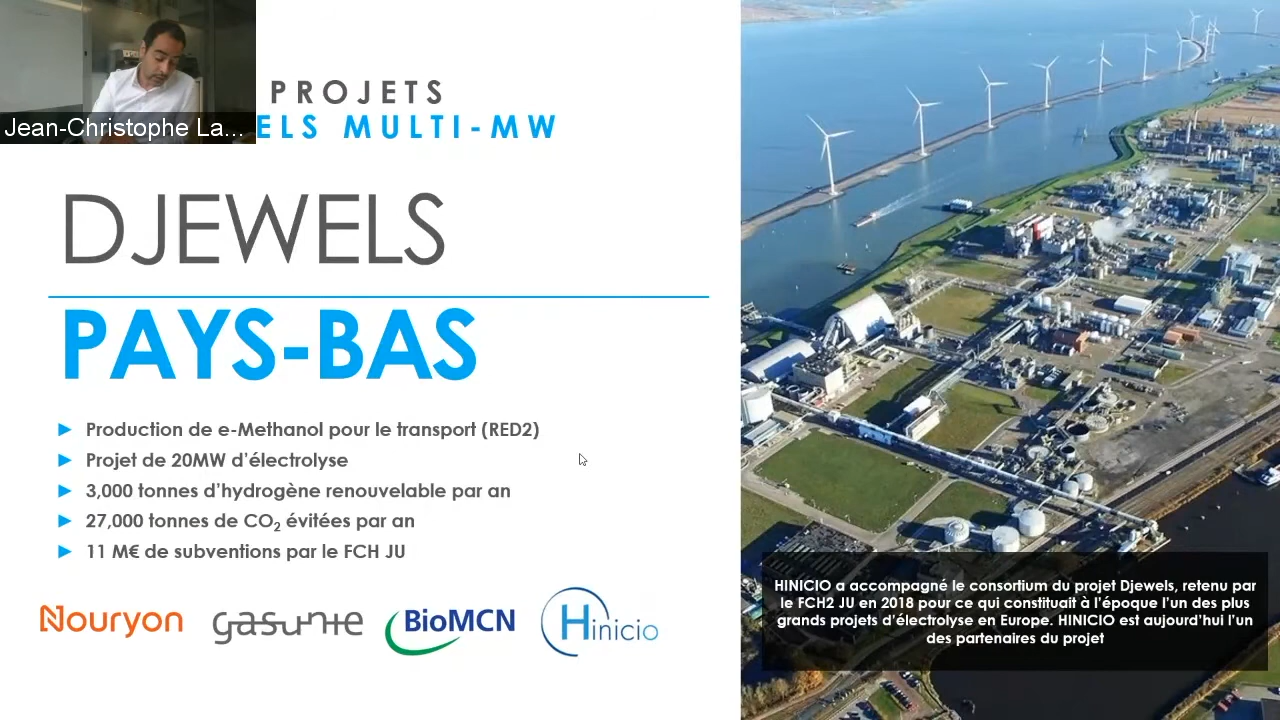 PROJETS
ELS MULTI-MW
Jean-Christophe La...
DJEWELS
PAYS-BAS
► Production de e-Methanol pour le transport (RED2)
► Projet de 20MW d'électrolyse
► 3,000 tonnes d'hydrogène renouvelable par an
► 27,000 tonnes de CO₂ évitées par an
► 11 M€ de subventions par le FCH JU
Nouryon gasunie BioMCN Hinicio
HINICIO a accompagné le consortium du projet Djewels, retenu par
le FCH2 JU en 2018 pour ce qui constituait à l'époque l'un des plus
grands projets d'électrolyse en Europe. HINICIO est aujourd'hui l'un
des partenaires du projet